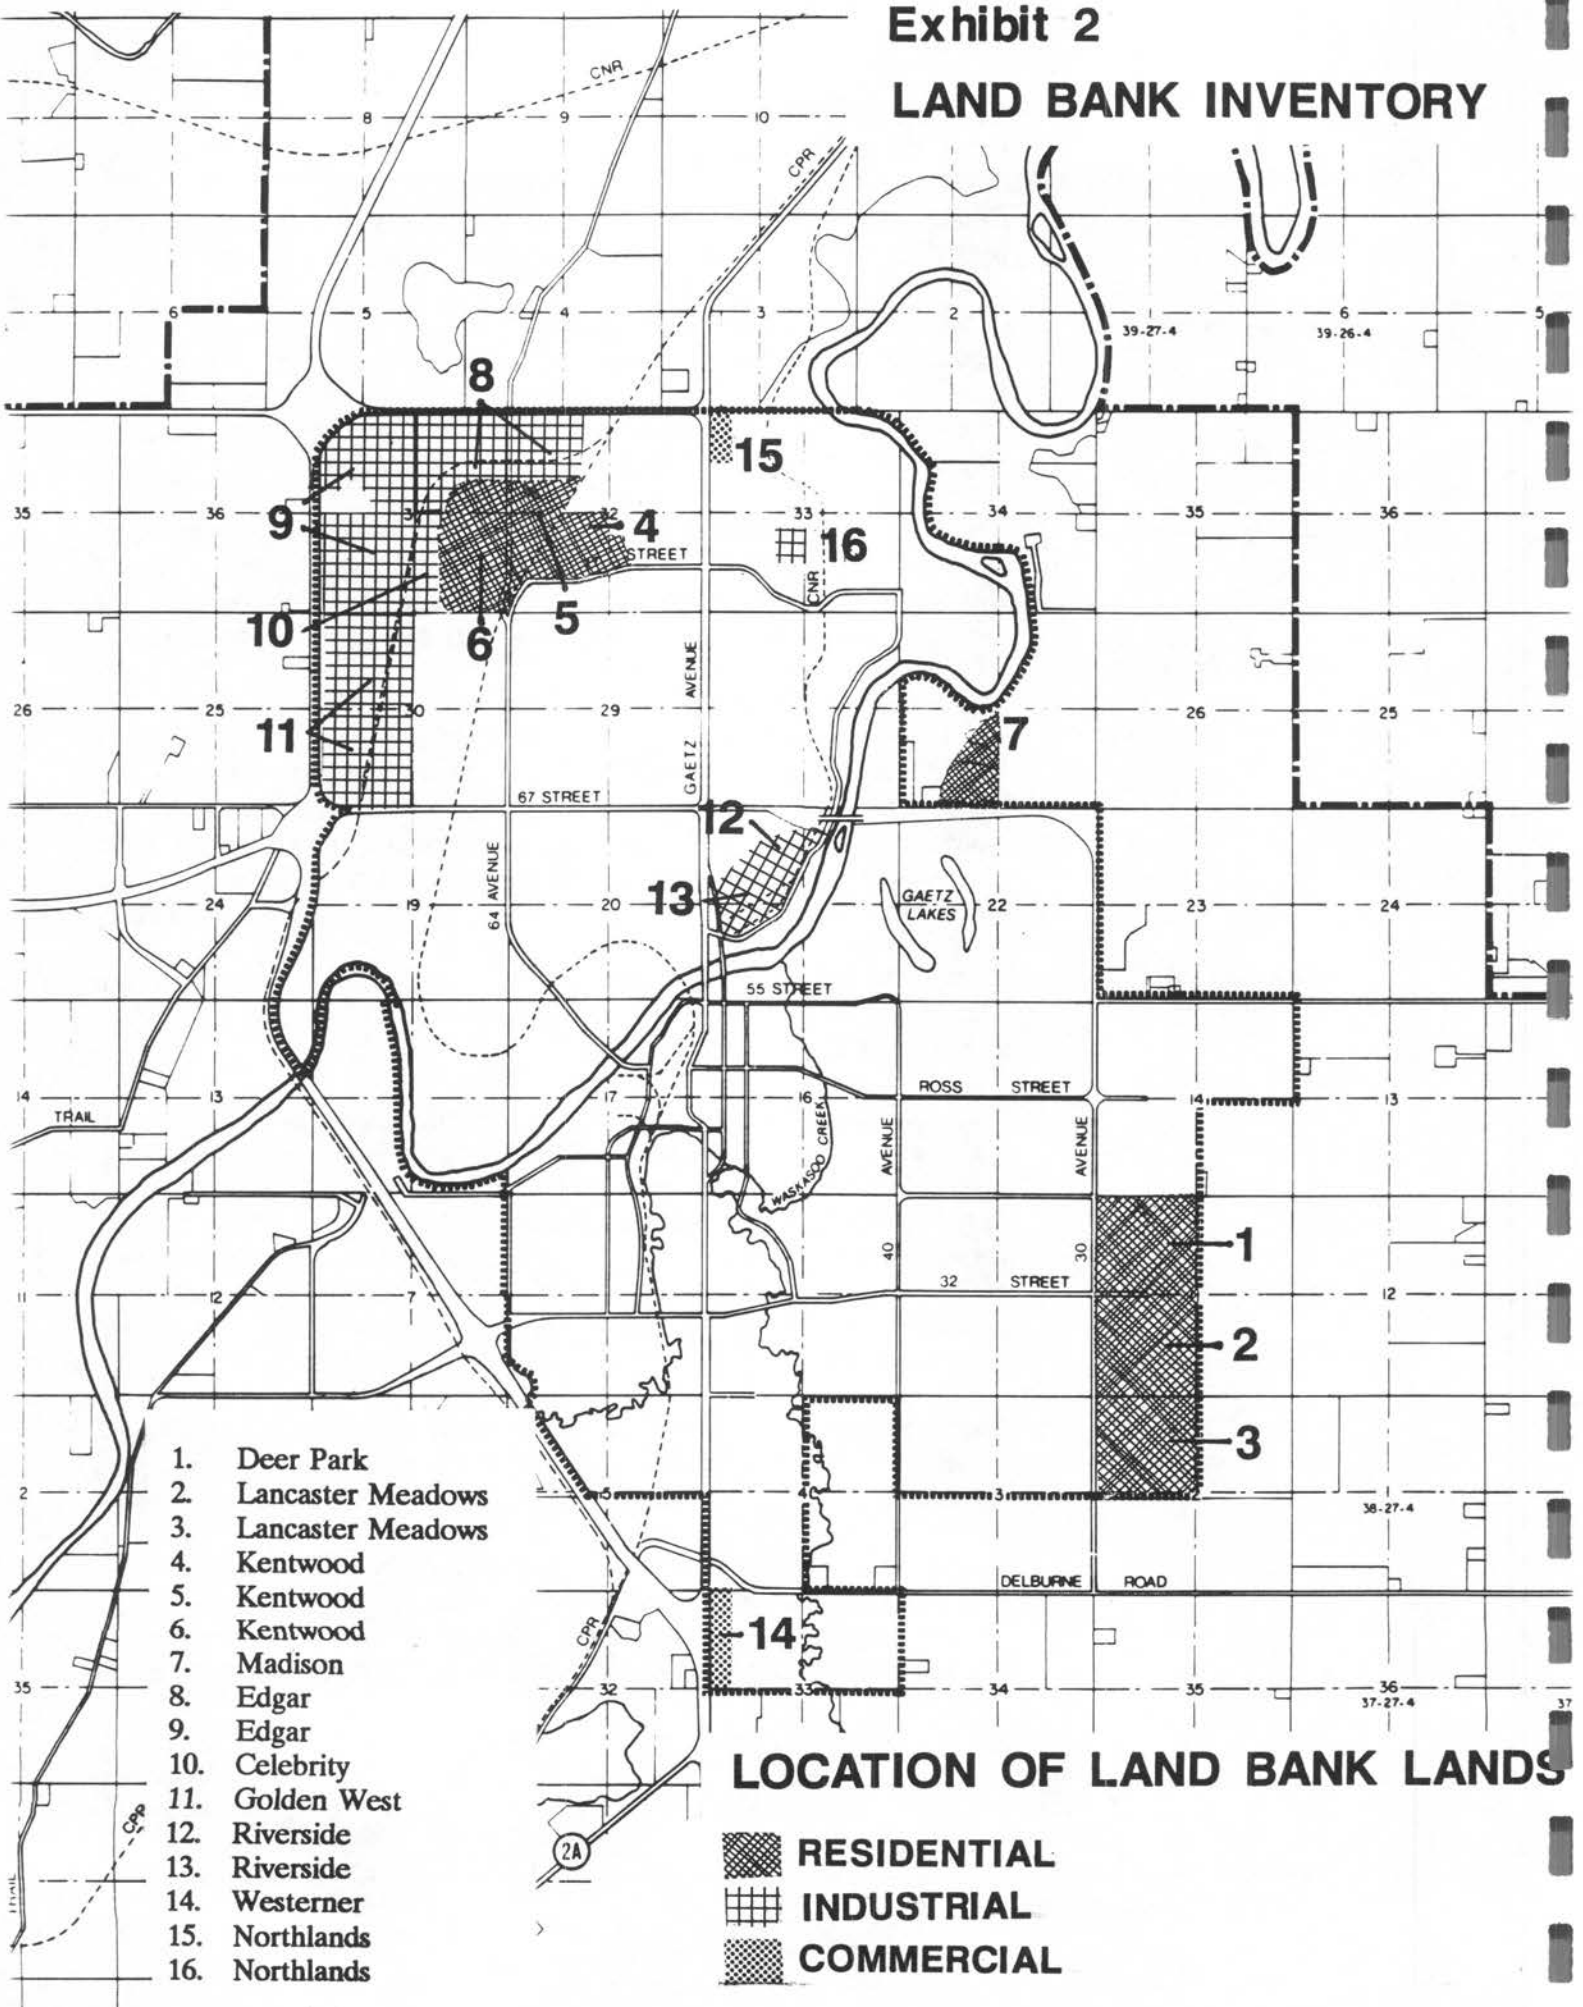 Exhibit 2
LAND BANK INVENTORY
CNR
8 9 10
CPR
6 5 4 3 2 6 5
39-27-4 39-26-4
8
15
35 36 3 32 33 34 35 36
9
4
16
STREET
CNR
10
6
5
AVENUE
26 25 30 29 26 25
11
7
GAETZ
67 STREET
12
64 AVENUE
13
GAETZ
LAKES
24 19 20 22 23 24
55 STREET
ROSS STREET
14 13 17 16 14 13
TRAIL
WASKASOO CREEK
AVENUE
AVENUE
40
30
1
32 STREET
11 12 7 12
2
3
1. Deer Park
2. Lancaster Meadows
3. Lancaster Meadows
4. Kentwood
5. Kentwood
6. Kentwood
7. Madison
8. Edgar
9. Edgar
10. Celebrity
11. Golden West
12. Riverside
13. Riverside
14. Westerner
15. Northlands
16. Northlands
2 5 4 3 2
38-27-4
DELBURNE ROAD
CPR
14
35 32 33 34 35 36
37-27-4 37
CPR
TRAIL
2A
LOCATION OF LAND BANK LANDS
RESIDENTIAL
INDUSTRIAL
COMMERCIAL